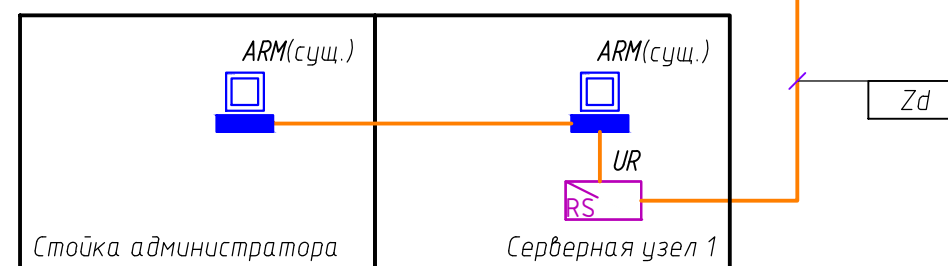 ARM(сущ.)
ARM(сущ.)
Zd
UR
RS
Стойка администратора
Серверная узел 1